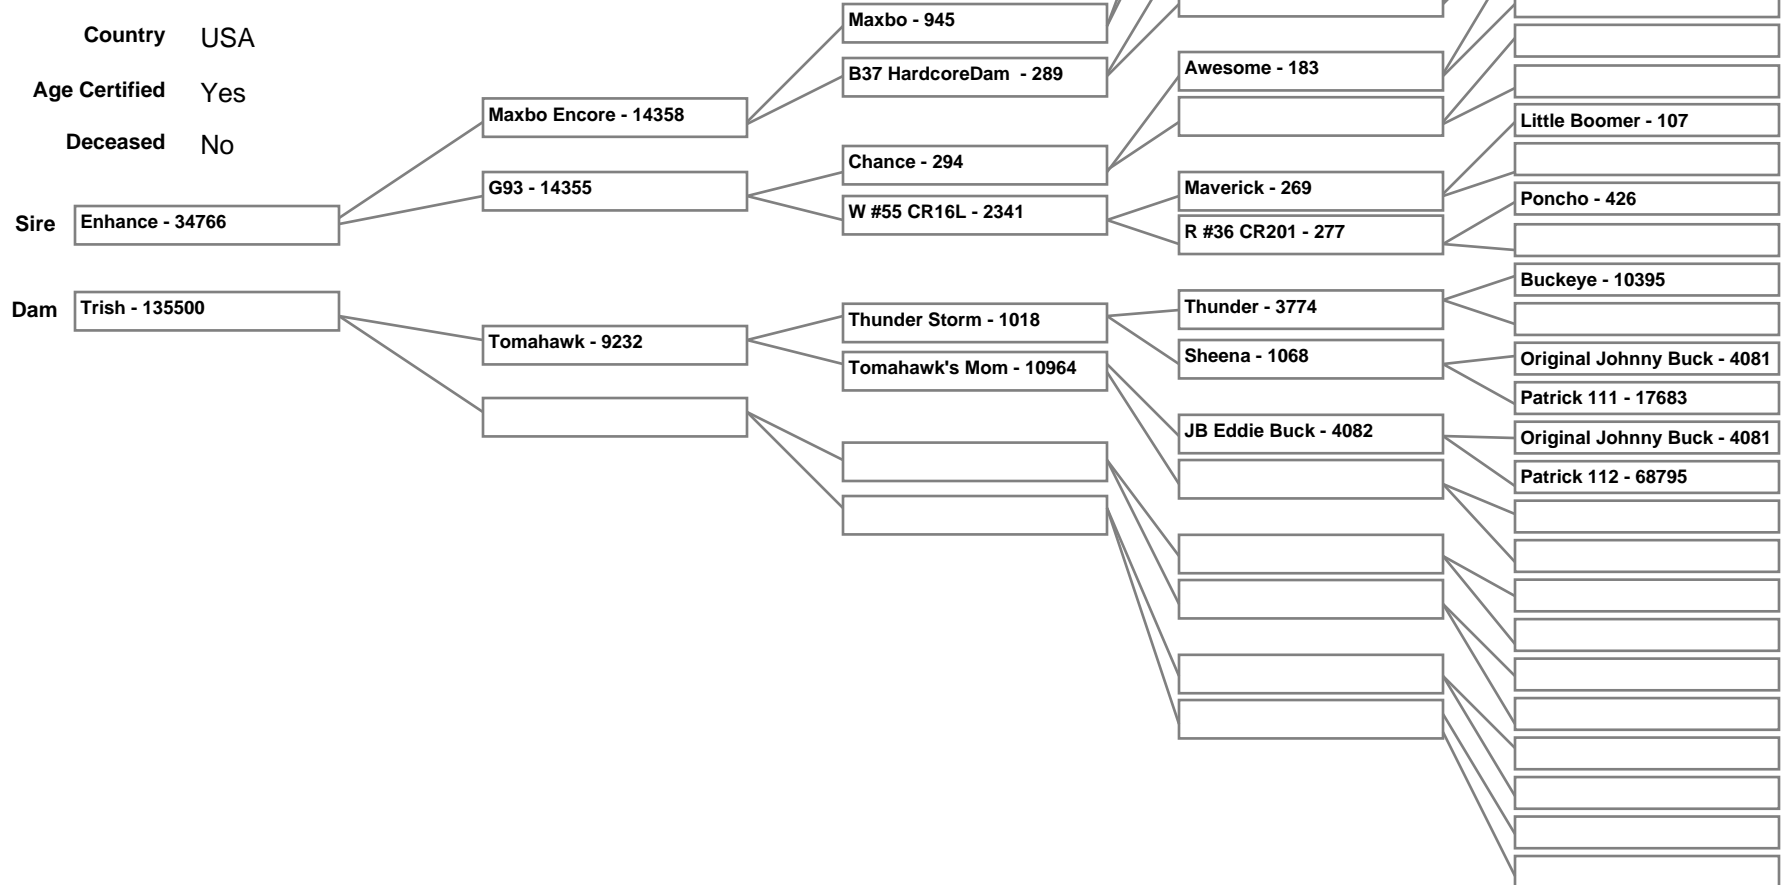 Country USA
Age Certified Yes
Deceased No
Sire Enhance - 34766
Dam Trish - 135500
Maxbo Encore - 14358
G93 - 14355
Tomahawk - 9232
Maxbo - 945
B37 HardcoreDam - 289
Chance - 294
W #55 CR16L - 2341
Thunder Storm - 1018
Tomahawk's Mom - 10964
Awesome - 183
Maverick - 269
R #36 CR201 - 277
Thunder - 3774
Sheena - 1068
JB Eddie Buck - 4082
Little Boomer - 107
Poncho - 426
Buckeye - 10395
Original Johnny Buck - 4081
Patrick 111 - 17683
Original Johnny Buck - 4081
Patrick 112 - 68795